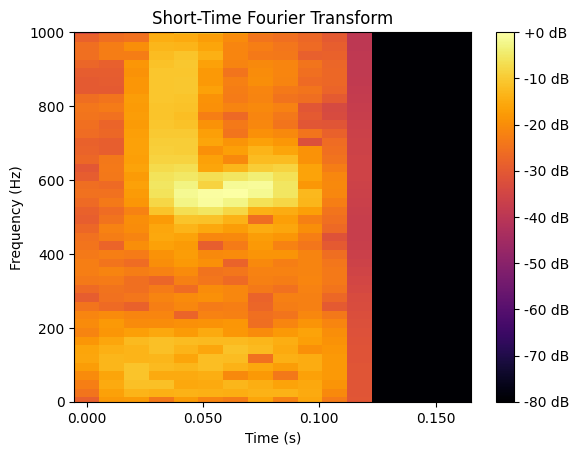 Short-Time Fourier Transform
1000
800
600
400
200
0
Frequency (Hz)
0.000
0.050
0.100
0.150
Time (s)
+0 dB
-10 dB
-20 dB
-30 dB
-40 dB
-50 dB
-60 dB
-70 dB
-80 dB